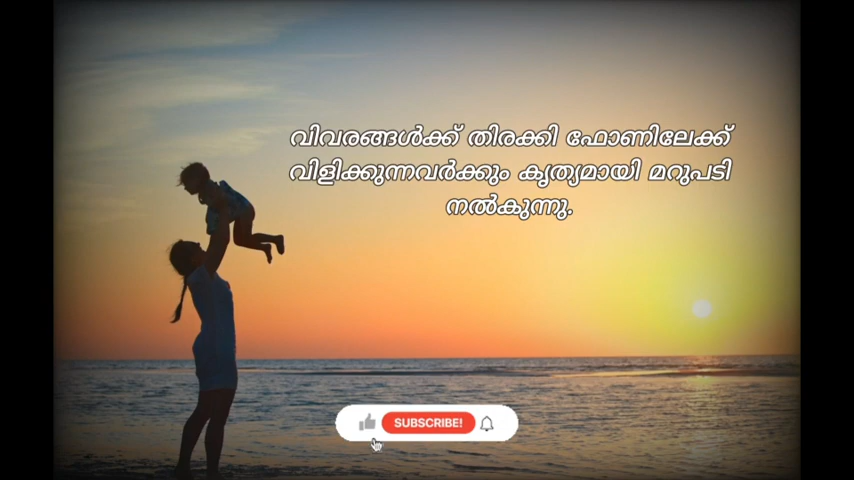 വിവരങ്ങൾക്ക് തിരക്കി ഫോണിലേക്ക്
വിളിക്കുന്നവർക്കും കൃത്യമായി മറുപടി
നൽകുന്നു.
SUBSCRIBE!